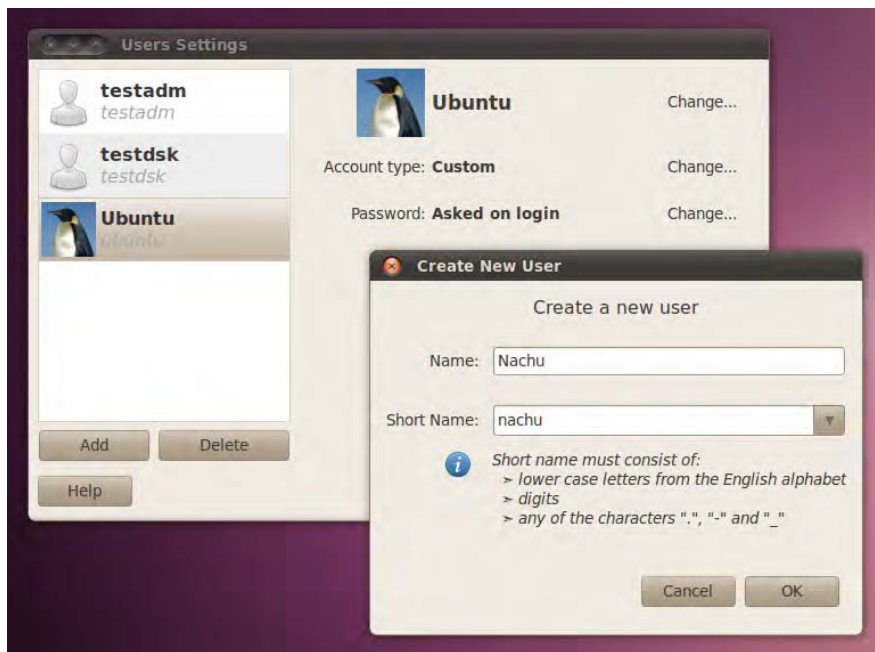 Users Settings
testadm
testadm
testdsk
testdsk
Ubuntu
ubuntu
Ubuntu
Change...
Account type: Custom
Change...
Password: Asked on login
Change...
Add
Delete
Help
Create New User
Create a new user
Name: Nachu
Short Name: nachu
Short name must consist of:
➣ lower case letters from the English alphabet
➣ digits
➣ any of the characters ".", "-" and "_"
Cancel
OK